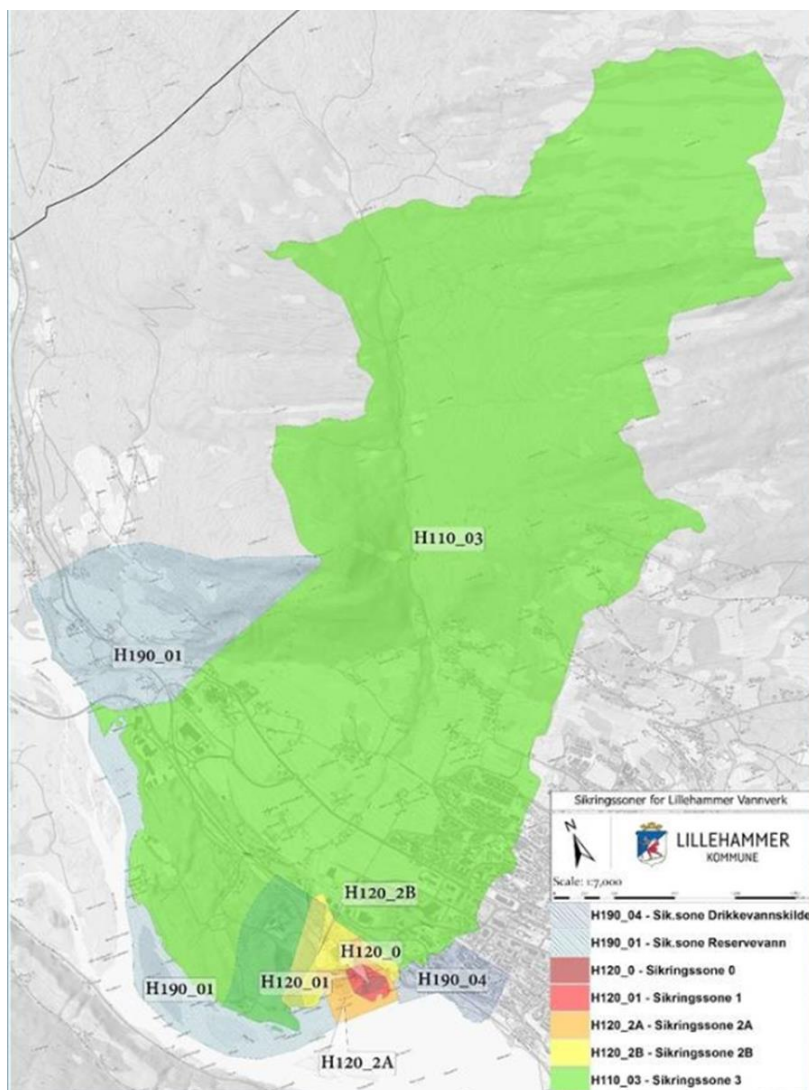 H110_03
H190_01
H120_2B
H120_0
H120_01
H190_04
H190_01
H120_2A
Sikringssoner for Lillehammer Vannverk
N
LILLEHAMMER
KOMMUNE
Scale: 1:7,000
H190_04 - Sik.sone Drikkevannskilde
H190_01 - Sik.sone Reservevann
H120_0 - Sikringssone 0
H120_01 - Sikringssone 1
H120_2A - Sikringssone 2A
H120_2B - Sikringssone 2B
H110_03 - Sikringssone 3